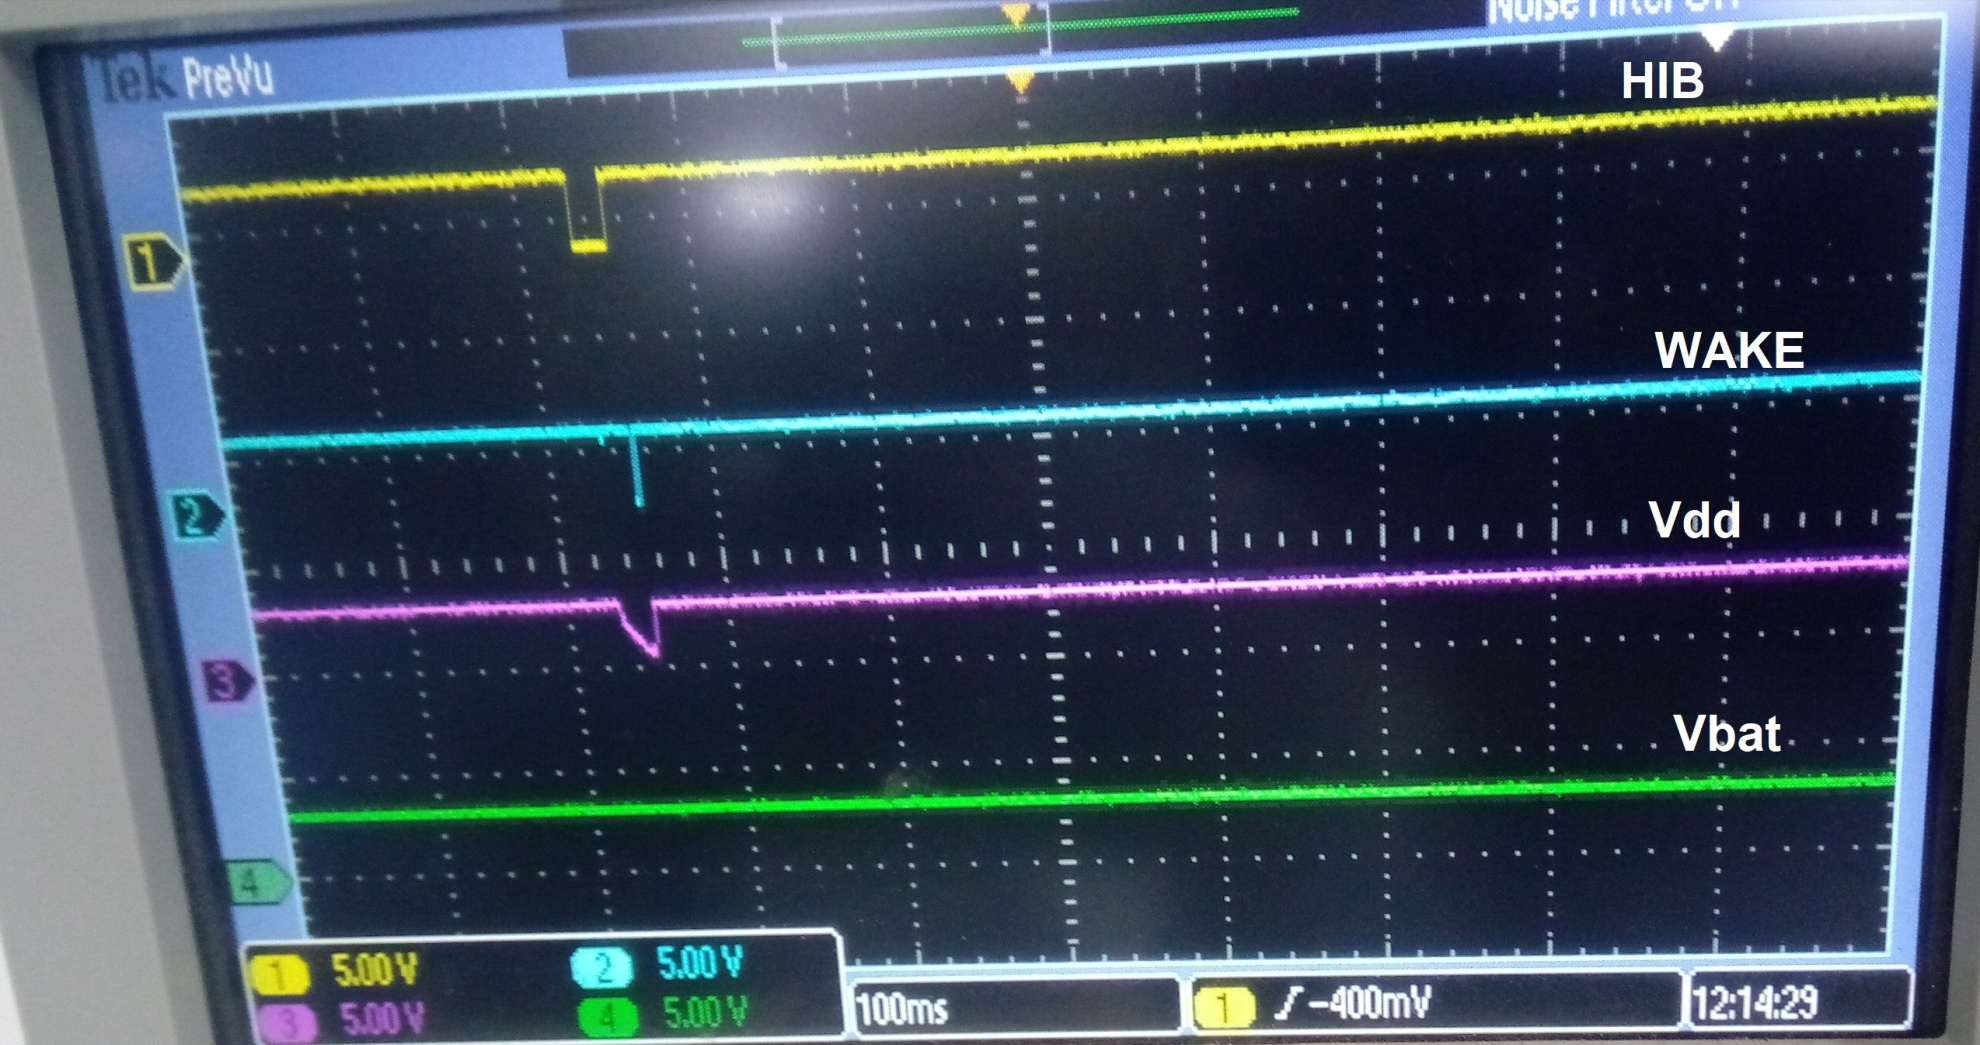 Tek PreVu
HIB
1
WAKE
2
Vdd
3
Vbat
4
1 5.00 V 2 5.00 V
3 5.00 V 4 5.00 V
100ms
1 ∫ -400mV
12:14:29